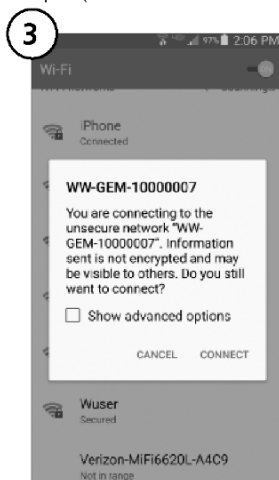 3
97% 2:06 PM
Wi-Fi
iPhone
Connected
WW-GEM-10000007
You are connecting to the
unsecure network "WW-
GEM-10000007". Information
sent is not encrypted and may
be visible to others. Do you still
want to connect?
Show advanced options
CANCEL CONNECT
Wuser
Secured
Verizon-MiFi6620L-A4C9
Not in range